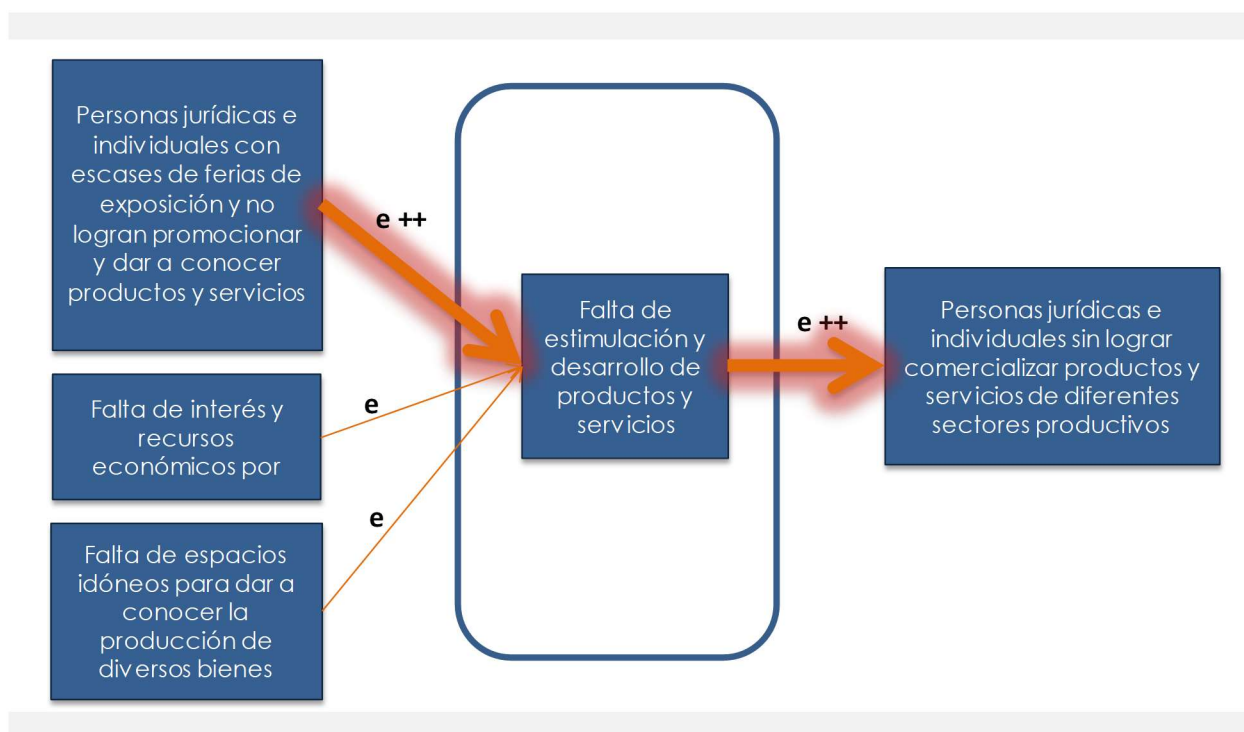 Personas jurídicas e
individuales con
escases de ferias de
exposición y no
logran promocionar
y dar a conocer
productos y servicios
e ++
Falta de interés y
recursos
económicos por
e
Falta de espacios
idóneos para dar a
conocer la
producción de
diversos bienes
e
Falta de
estimulación y
desarrollo de
productos y
servicios
e ++
Personas jurídicas e
individuales sin lograr
comercializar productos y
servicios de diferentes
sectores productivos